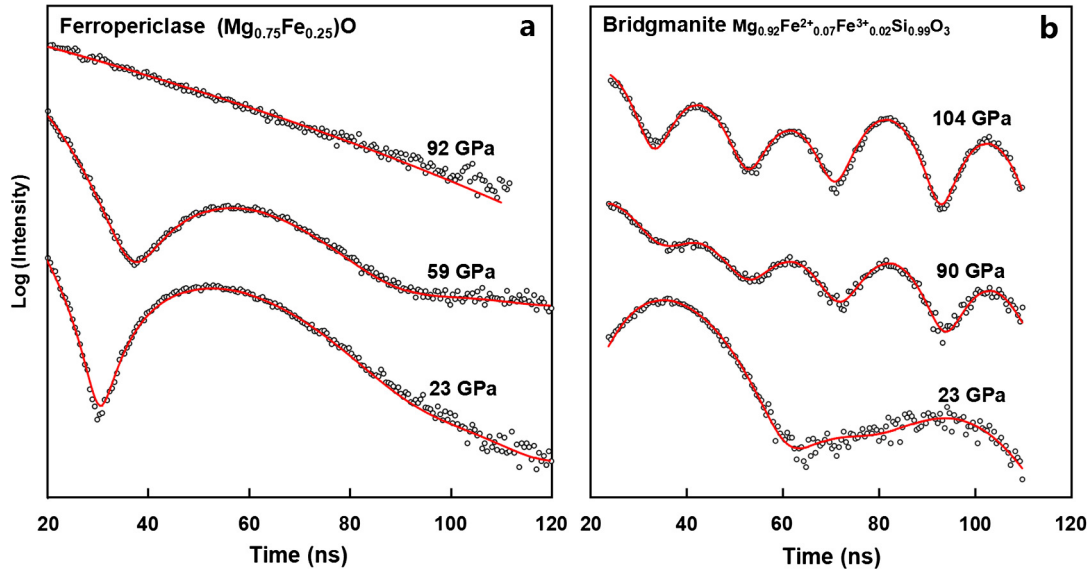 Ferropericlase (Mg0.75Fe0.25)O
a
92 GPa
59 GPa
23 GPa
Log (Intensity)
20 40 60 80 100 120
Time (ns)
Bridgmanite Mg0.92Fe2+0.07Fe3+0.02Si0.99O3
b
104 GPa
90 GPa
23 GPa
20 40 60 80 100 120
Time (ns)